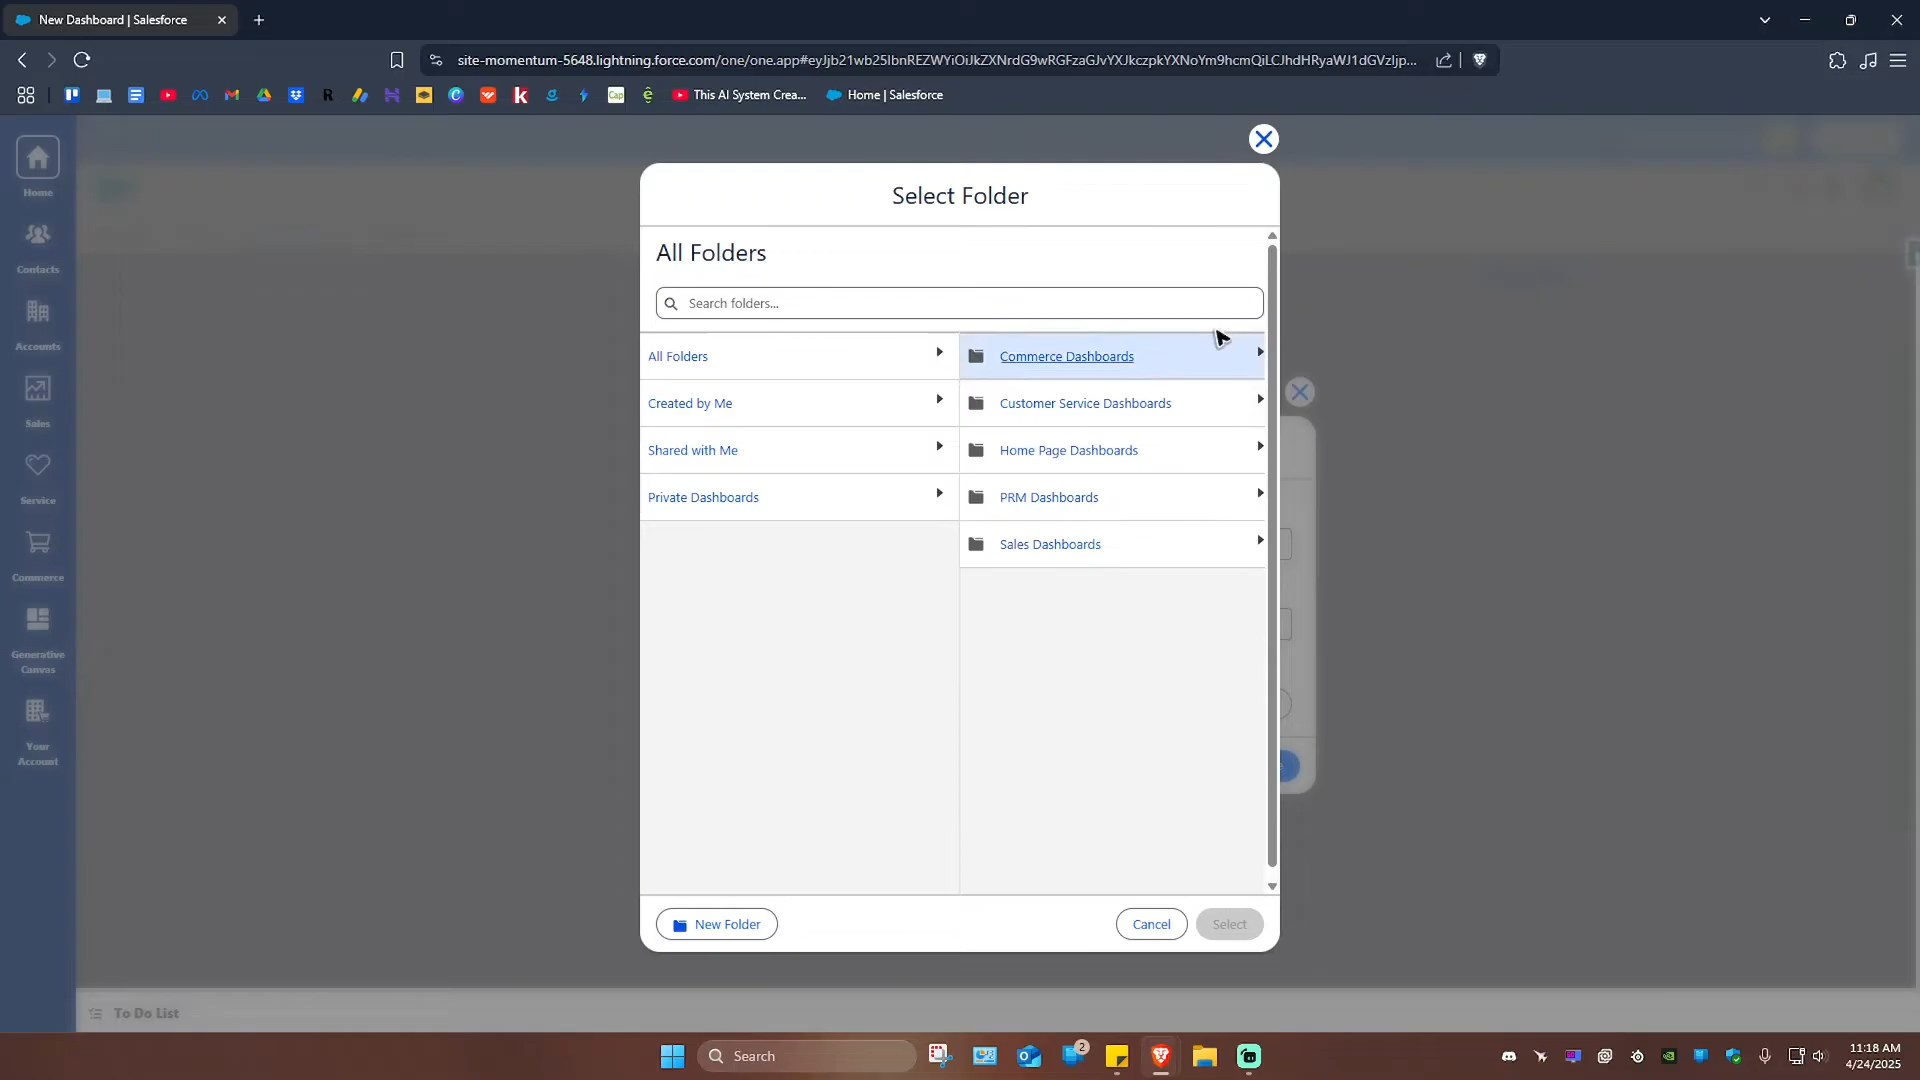 New Dashboard | Salesforce
site-momentum-5648.lightning.force.com/one/one.app#eyJjb21wb25lbnREZWYiOiJkZXNrdG9wRGFzaGJvYXJkczpkYXNoYm9hcmQiLCJhdHRyaWJ1dGVzIjp...
This AI System Crea...
Home | Salesforce
Home
Contacts
Accounts
Sales
Service
Commerce
Generative
Canvas
Your
Account
Select Folder
All Folders
Search folders...
All Folders
Created by Me
Shared with Me
Private Dashboards
Commerce Dashboards
Customer Service Dashboards
Home Page Dashboards
PRM Dashboards
Sales Dashboards
New Folder
Cancel
Select
To Do List
Search
2
11:18 AM
4/24/2025